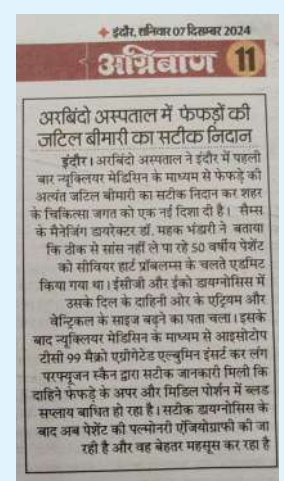 इंदौर, शनिवार 07 दिसम्बर 2024
अग्निबाण 11
अरबिंदो अस्पताल में फेफड़ों की
जटिल बीमारी का सटीक निदान
इंदौर। अरबिंदो अस्पताल ने इंदौर में पहली
बार न्यूक्लियर मेडिसिन के माध्यम से फेफड़े की
अत्यंत जटिल बीमारी का सटीक निदान कर शहर
के चिकित्सा जगत को एक नई दिशा दी है। सैम्स
के मैनेजिंग डायरेक्टर डॉ. महक भंडारी ने बताया
कि ठीक से सांस नहीं ले पा रहे 50 वर्षीय पेशेंट
को सीवियर हार्ट प्रॉबलम्स के चलते एडमिट
किया गया था। ईसीजी और ईको डायग्नोसिस में
उसके दिल के दाहिनी ओर के एट्रियम और
वेन्ट्रिकल के साइज बढ़ने का पता चला। इसके
बाद न्यूक्लियर मेडिसिन के माध्यम से आइसोटोप
टीसी 99 मैक्रो एग्रीगेटेड एल्बुमिन इंसर्ट कर लंग
परफ्यूजन स्कैन द्वारा सटीक जानकारी मिली कि
दाहिने फेफड़े के अपर और मिडिल पोर्शन में ब्लड
सप्लाय बाधित हो रहा है। सटीक डायग्नोसिस के
बाद अब पेशेंट की पल्मोनरी एंजियोग्राफी की जा
रही है और वह बेहतर महसूस कर रहा है